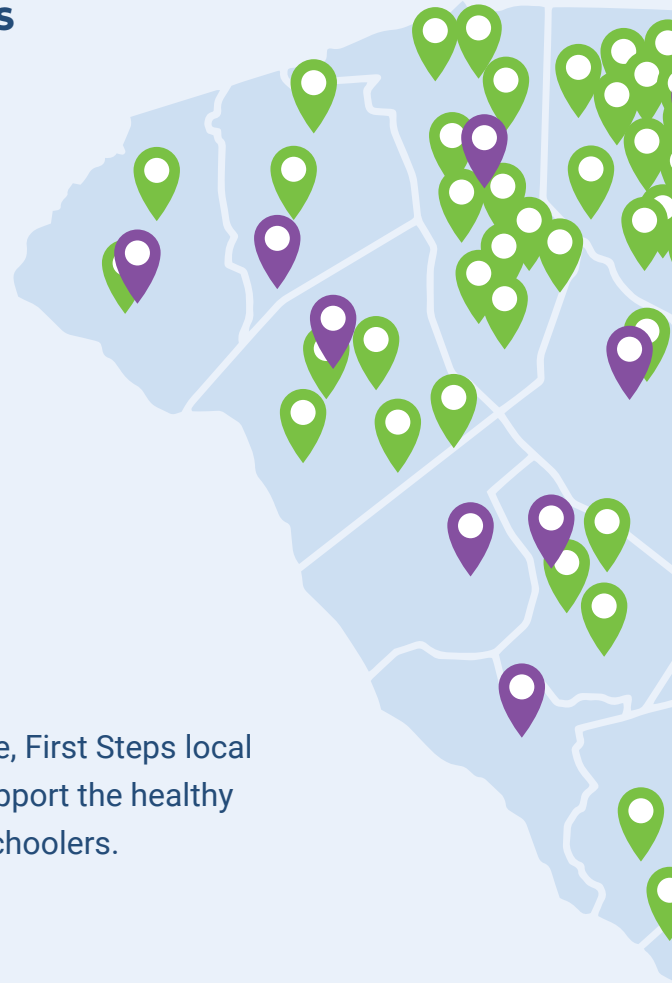 s
e, First Steps local
pport the healthy
choolers.